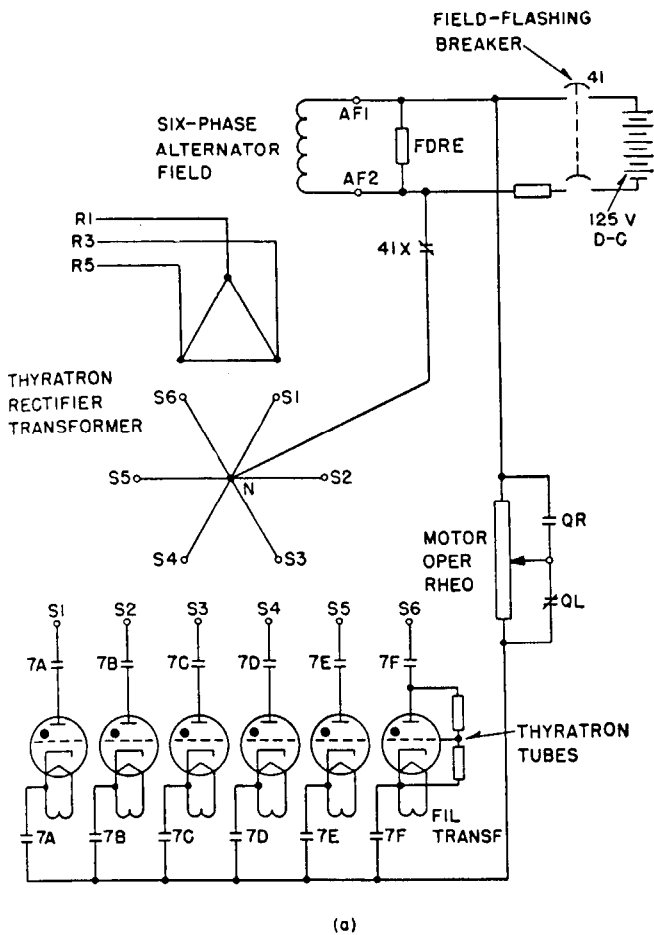 FIELD-FLASHING
BREAKER
41
AF1
SIX-PHASE
ALTERNATOR
FIELD
FDRE
AF2
125 V
D-C
R1
R3
R5
41X
THYRATRON
RECTIFIER
TRANSFORMER
S6
S1
S5
N
S2
S4
S3
MOTOR
OPER
RHEO
QR
QL
S1
S2
S3
S4
S5
S6
7A
7B
7C
7D
7E
7F
THYRATRON
TUBES
FIL
TRANSF
7A
7B
7C
7D
7E
7F
(a)